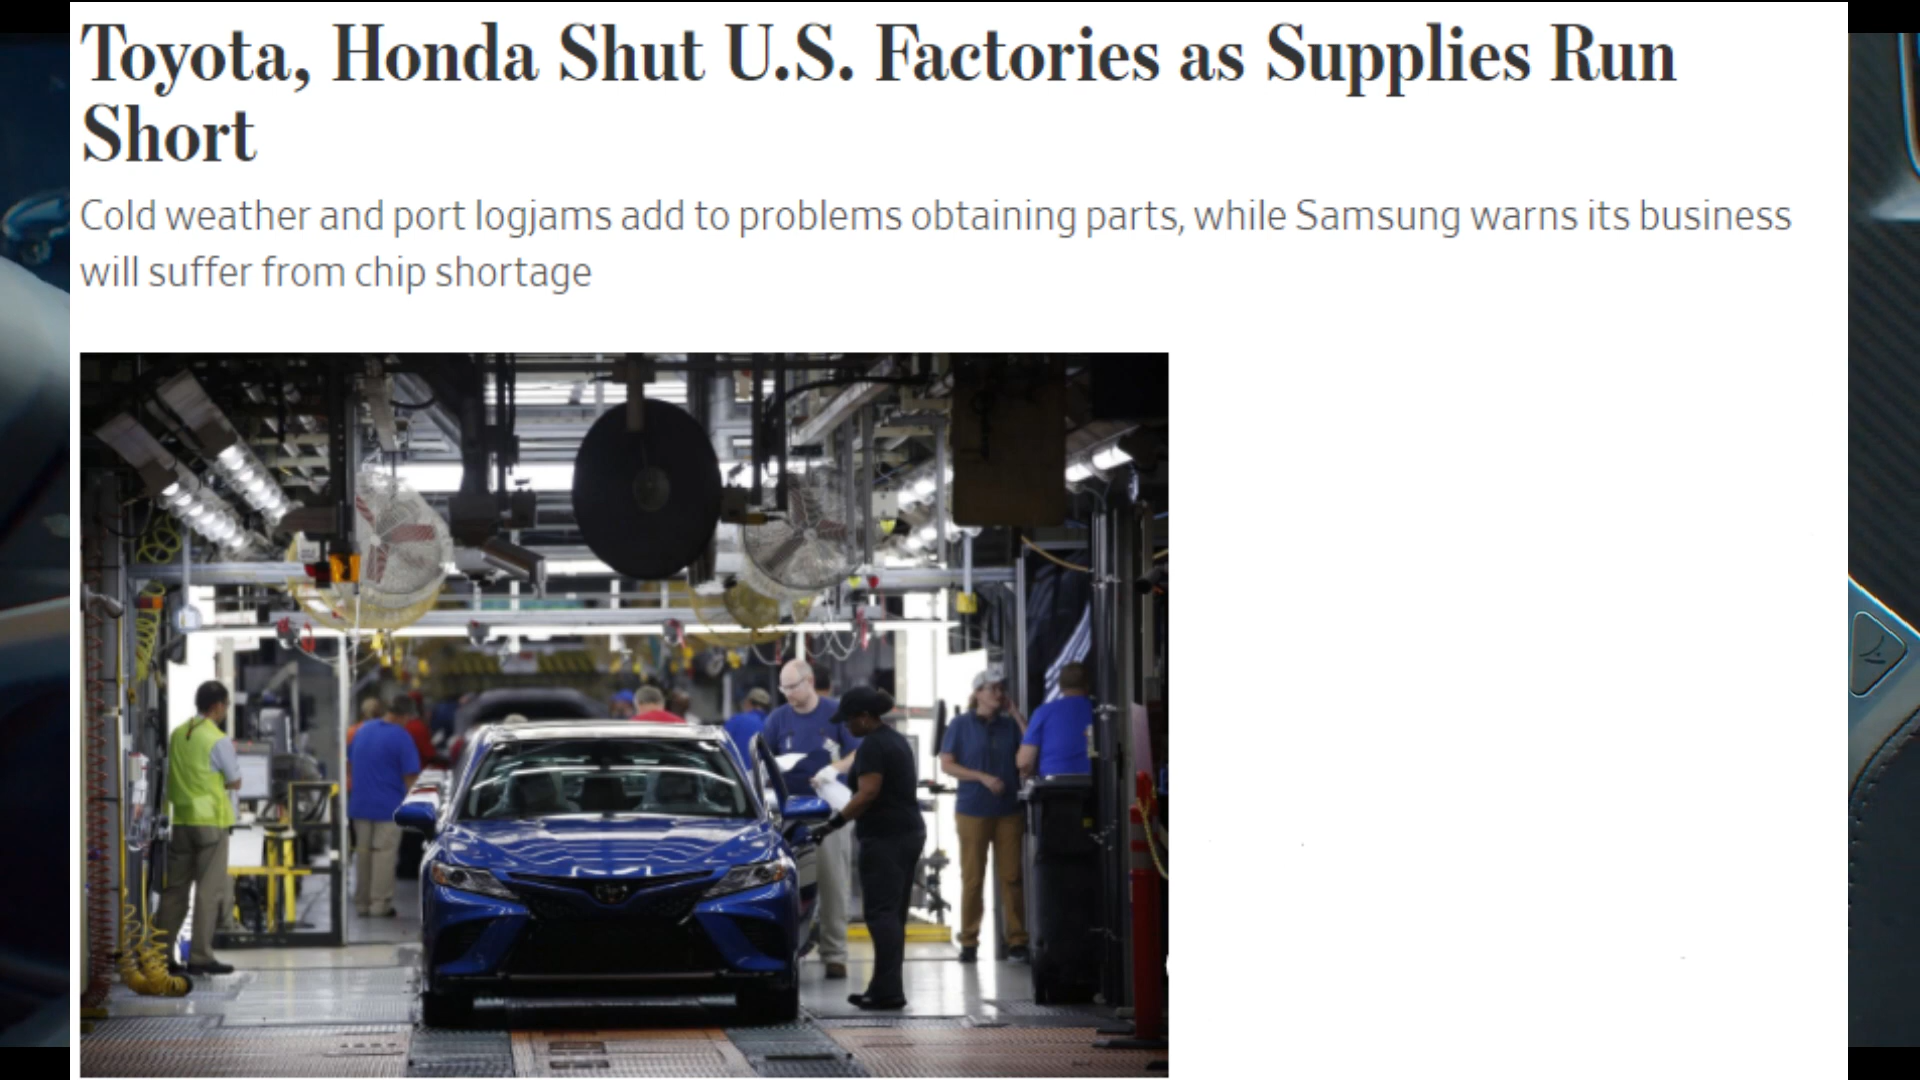 Toyota, Honda Shut U.S. Factories as Supplies Run
Short
Cold weather and port logjams add to problems obtaining parts, while Samsung warns its business
will suffer from chip shortage